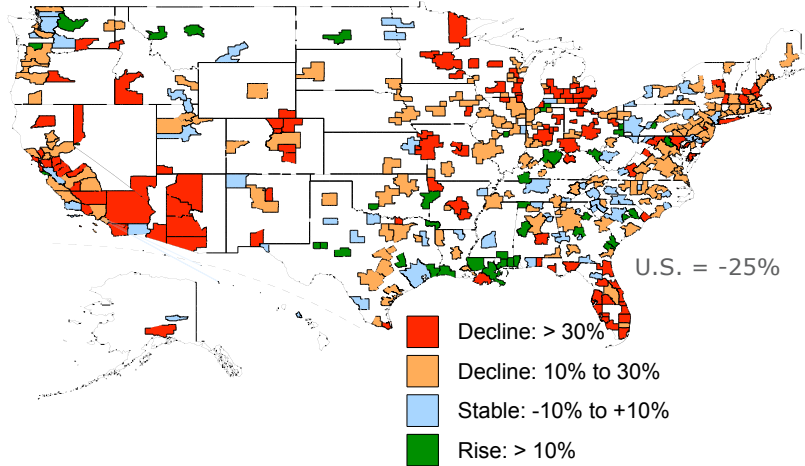 U.S. = -25%
Decline: > 30%
Decline: 10% to 30%
Stable: -10% to +10%
Rise: > 10%